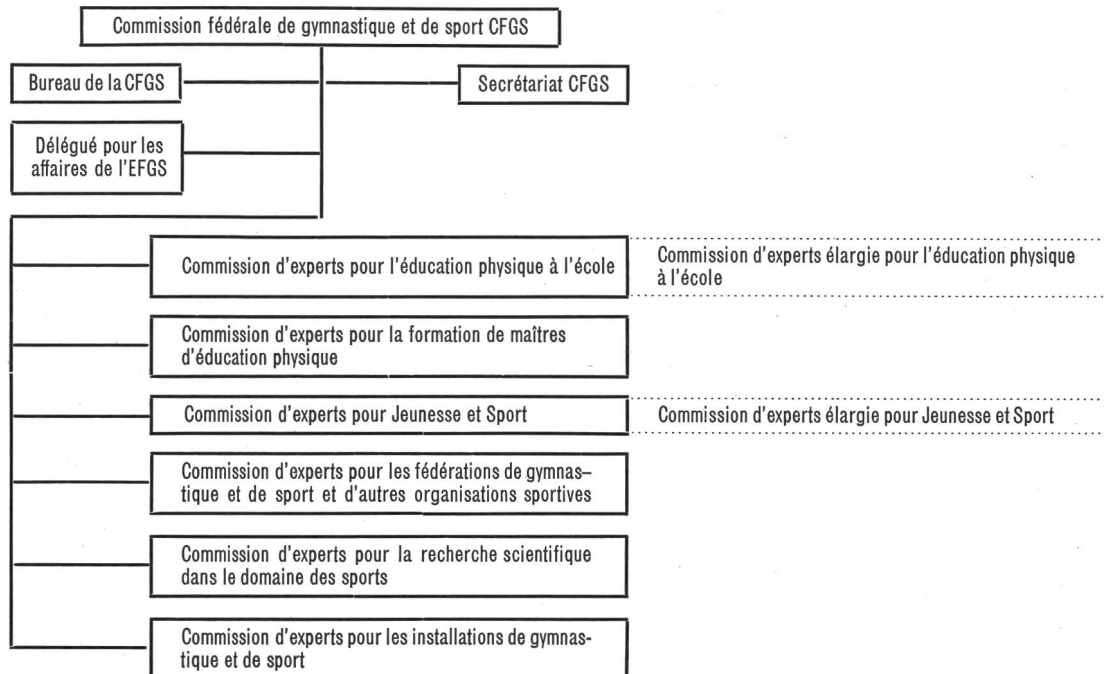 Commission fédérale de gymnastique et de sport CFGS
Bureau de la CFGS
Secrétariat CFGS
Délégué pour les
affaires de l'EFGS
Commission d'experts pour l'éducation physique à l'école
Commission d'experts élargie pour l'éducation physique
à l'école
Commission d'experts pour la formation de maîtres
d'éducation physique
Commission d'experts pour Jeunesse et Sport
Commission d'experts élargie pour Jeunesse et Sport
Commission d'experts pour les fédérations de gymnas–
tique et de sport et d'autres organisations sportives
Commission d'experts pour la recherche scientifique
dans le domaine des sports
Commission d'experts pour les installations de gymnas-
tique et de sport